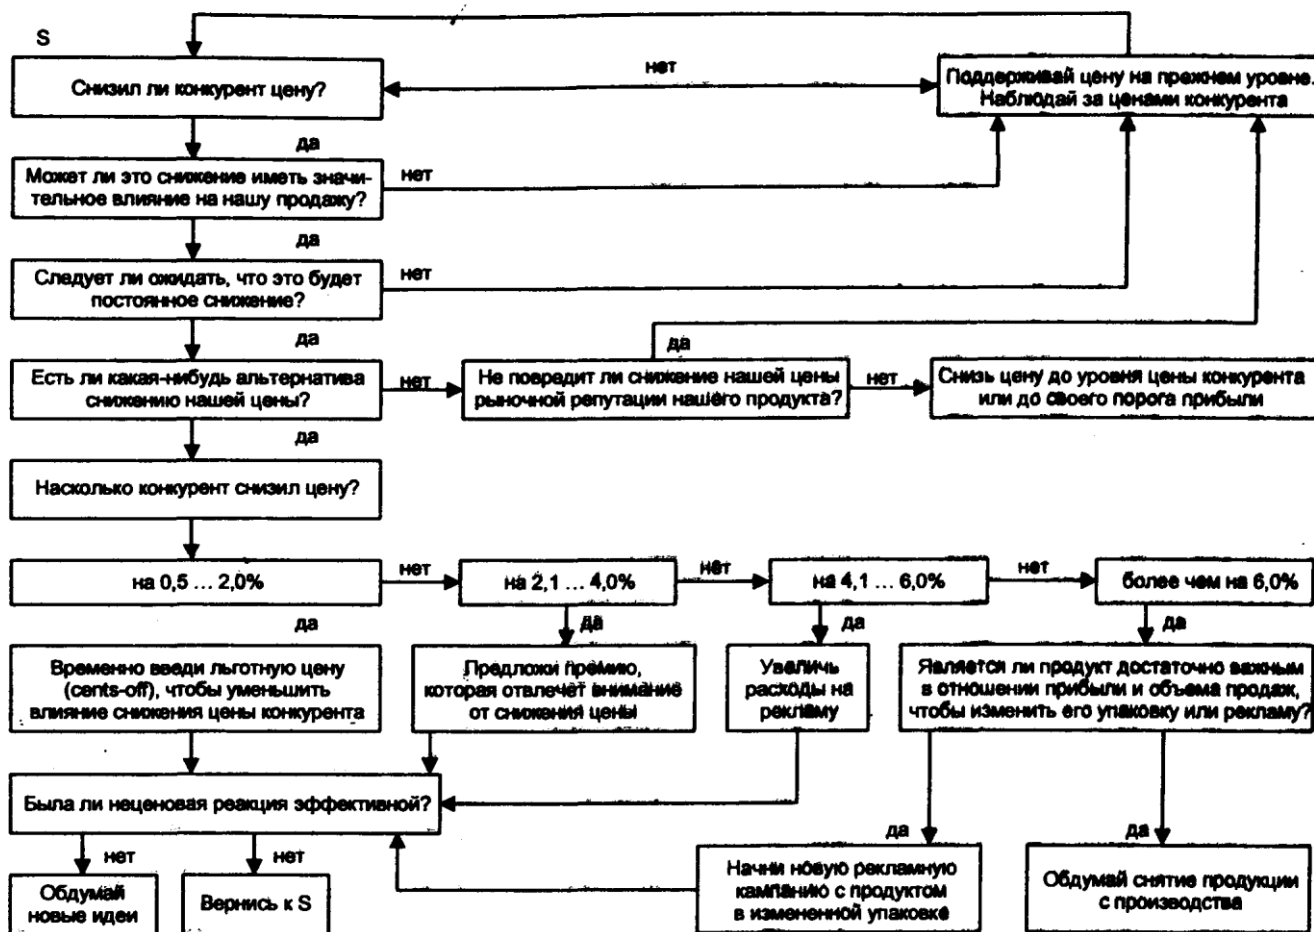 S
Снизил ли конкурент цену?
нет
Поддерживай цену на прежнем уровне.
Наблюдай за ценами конкурента
да
Может ли это снижение иметь значи-
тельное влияние на нашу продажу?
нет
да
Следует ли ожидать, что это будет
постоянное снижение?
нет
да
да
Есть ли какая-нибудь альтернатива
снижению нашей цены?
нет
Не повредит ли снижение нашей цены
рыночной репутации нашего продукта?
нет
Снизь цену до уровня цены конкурента
или до своего порога прибыли
да
Насколько конкурент снизил цену?
на 0,5 ... 2,0%
нет
на 2,1 ... 4,0%
нет
на 4,1 ... 6,0%
нет
более чем на 6,0%
да
да
да
да
Временно введи льготную цену
(cents-off), чтобы уменьшить
влияние снижения цены конкурента
Предложи премию,
которая отвлечет внимание
от снижения цены
Увеличь
расходы на
рекламу
Является ли продукт достаточно важным
в отношении прибыли и объема продаж,
чтобы изменить его упаковку или рекламу?
Была ли неценовая реакция эффективной?
да
да
нет
нет
Обдумай
новые идеи
Вернись к S
Начни новую рекламную
кампанию с продуктом
в измененной упаковке
Обдумай снятие продукции
с производства